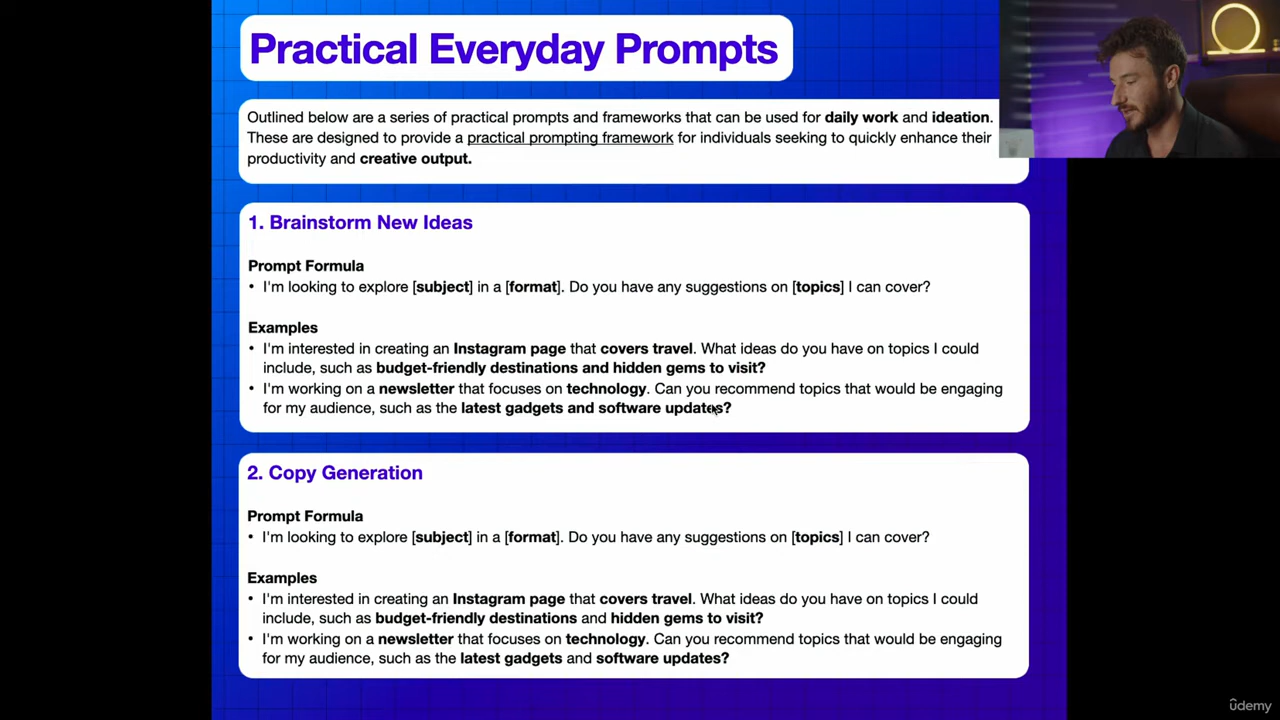 Practical Everyday Prompts
Outlined below are a series of practical prompts and frameworks that can be used for daily work and ideation.
These are designed to provide a practical prompting framework for individuals seeking to quickly enhance their
productivity and creative output.
1. Brainstorm New Ideas
Prompt Formula
• I'm looking to explore [subject] in a [format]. Do you have any suggestions on [topics] I can cover?
Examples
• I'm interested in creating an Instagram page that covers travel. What ideas do you have on topics I could
include, such as budget-friendly destinations and hidden gems to visit?
• I'm working on a newsletter that focuses on technology. Can you recommend topics that would be engaging
for my audience, such as the latest gadgets and software updates?
2. Copy Generation
Prompt Formula
• I'm looking to explore [subject] in a [format]. Do you have any suggestions on [topics] I can cover?
Examples
• I'm interested in creating an Instagram page that covers travel. What ideas do you have on topics I could
include, such as budget-friendly destinations and hidden gems to visit?
• I'm working on a newsletter that focuses on technology. Can you recommend topics that would be engaging
for my audience, such as the latest gadgets and software updates?
ûdemy